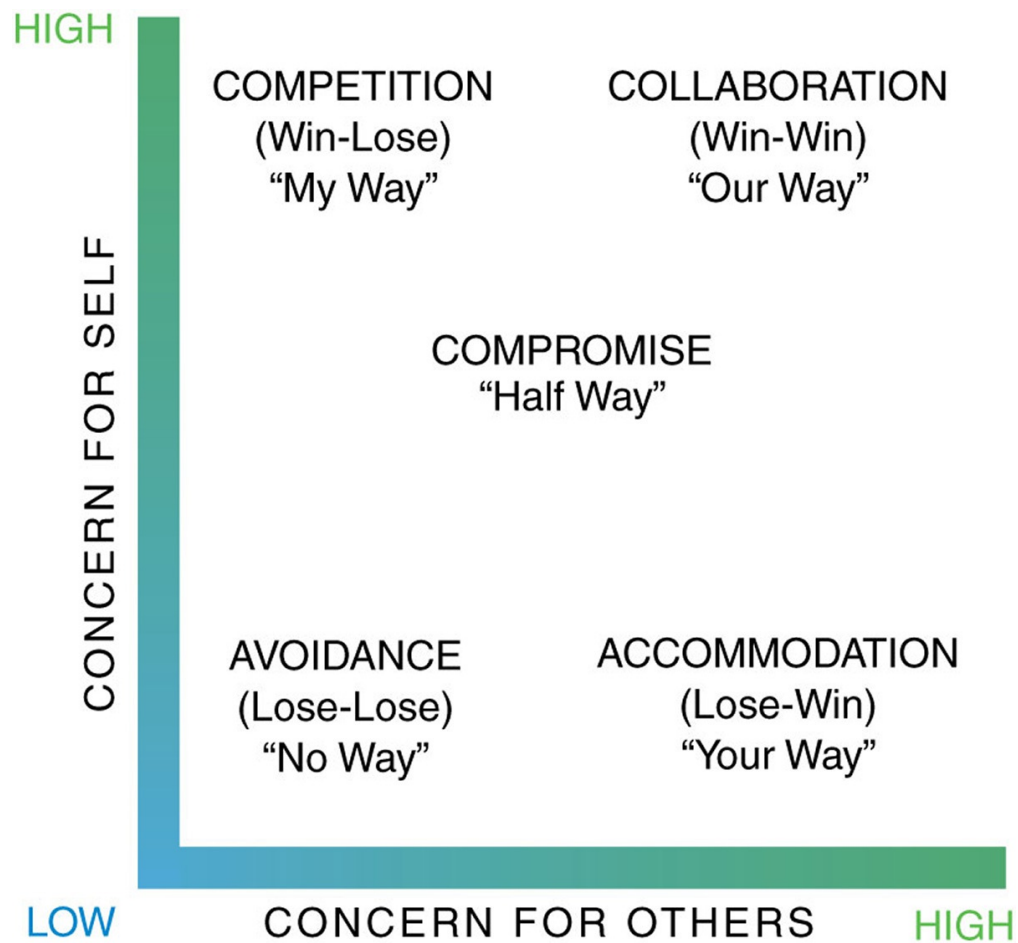 HIGH
COMPETITION
(Win-Lose)
“My Way”
COLLABORATION
(Win-Win)
“Our Way”
CONCERN FOR SELF
COMPROMISE
“Half Way”
AVOIDANCE
(Lose-Lose)
“No Way”
ACCOMMODATION
(Lose-Win)
“Your Way”
LOW
CONCERN FOR OTHERS
HIGH